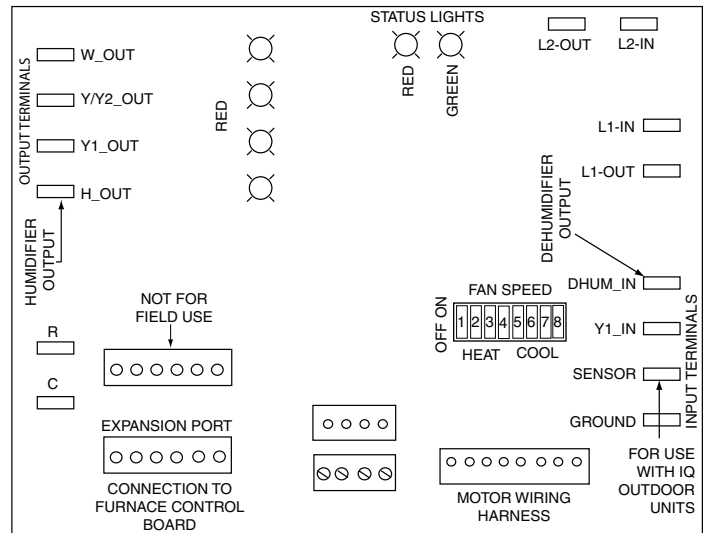 STATUS LIGHTS
RED
GREEN
L2-OUT
L2-IN
OUTPUT TERMINALS
W_OUT
Y/Y2_OUT
Y1_OUT
H_OUT
RED
HUMIDIFIER
OUTPUT
L1-IN
L1-OUT
DEHUMIDIFIER
OUTPUT
DHUM_IN
Y1_IN
SENSOR
GROUND
INPUT TERMINALS
FOR USE
WITH IQ
OUTDOOR
UNITS
NOT FOR
FIELD USE
R
C
FAN SPEED
OFF ON
1 2 3 4 5 6 7 8
HEAT COOL
EXPANSION PORT
CONNECTION TO
FURNACE CONTROL
BOARD
MOTOR WIRING
HARNESS